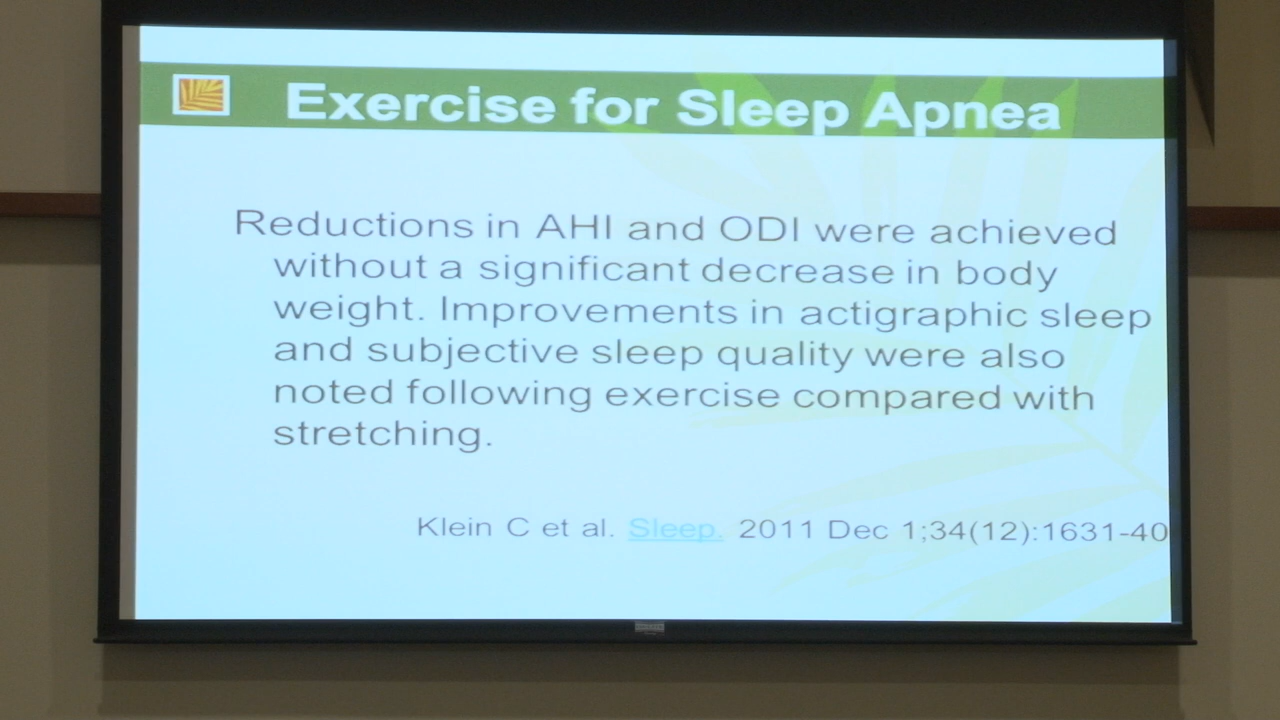 Exercise for Sleep Apnea
Reductions in AHI and ODI were achieved
without a significant decrease in body
weight. Improvements in actigraphic sleep
and subjective sleep quality were also
noted following exercise compared with
stretching.
Klein C et al. Sleep. 2011 Dec 1;34(12):1631-40